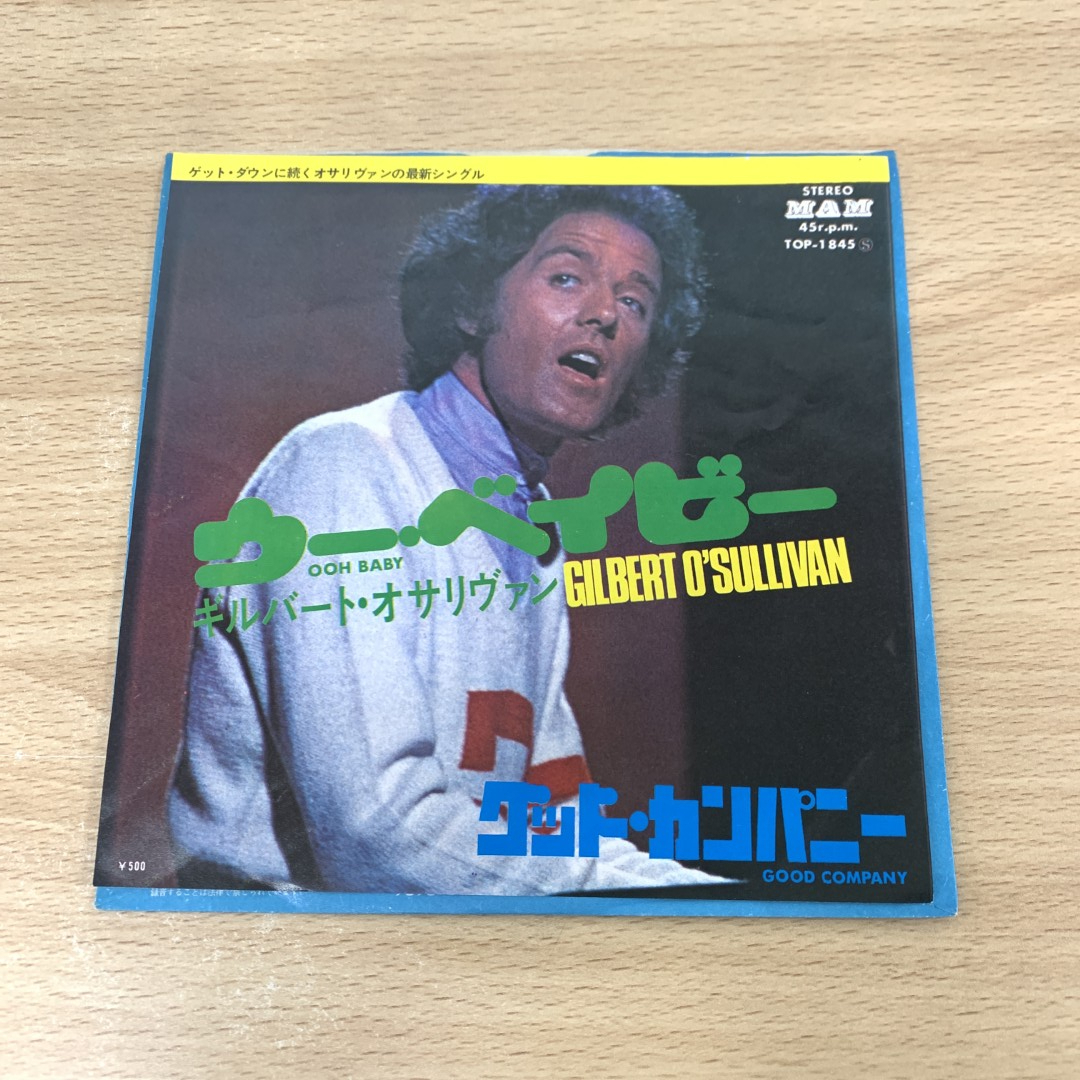 ゲット・ダウンに続くオサリヴァンの最新シングル
STEREO
MAM
45r.p.m.
TOP-1845 Ⓢ
ウー・ベイビー
OOH BABY
ギルバート・オサリヴァン GILBERT O'SULLIVAN
グッド・カンパニー
GOOD COMPANY
¥500